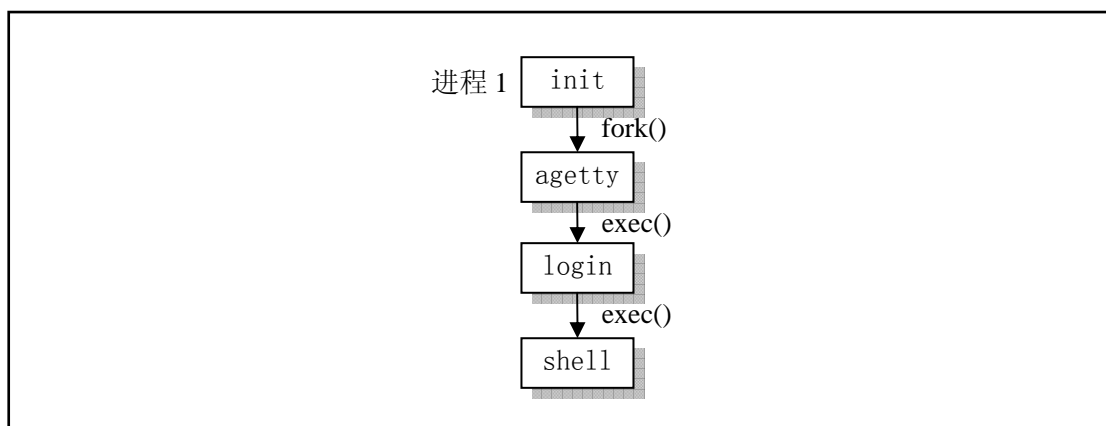 进程 1 init
fork()
agetty
exec()
login
exec()
shell